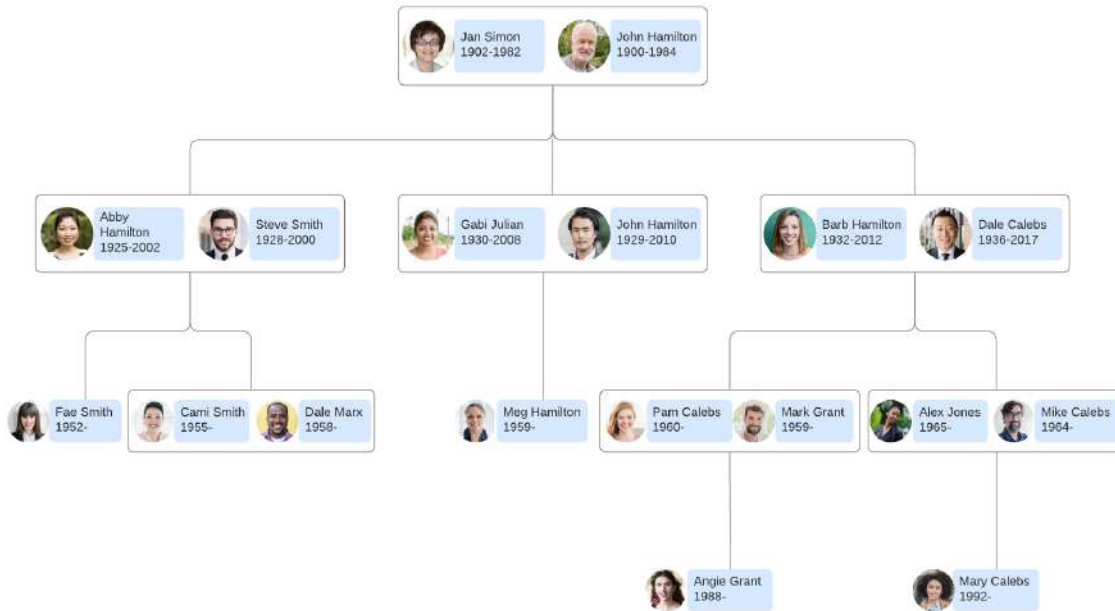 Jan Simon
1902-1982
John Hamilton
1900-1984
Abby
Hamilton
1925-2002
Steve Smith
1928-2000
Gabi Julian
1930-2008
John Hamilton
1929-2010
Barb Hamilton
1932-2012
Dale Calebs
1936-2017
Fae Smith
1952-
Cami Smith
1955-
Dale Marx
1958-
Meg Hamilton
1959-
Pam Calebs
1960-
Mark Grant
1959-
Alex Jones
1965-
Mike Calebs
1964-
Angie Grant
1988-
Mary Calebs
1992-